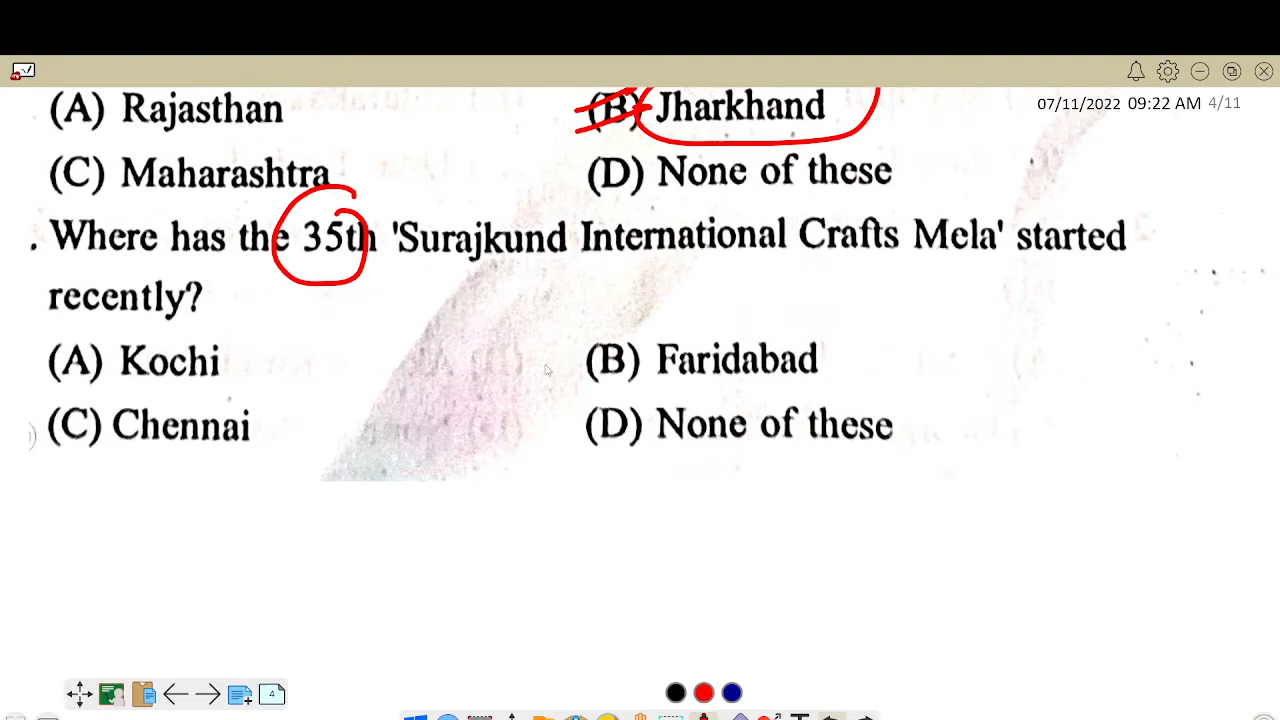 (A) Rajasthan (B) Jharkhand
07/11/2022 09:22 AM 4/11
(C) Maharashtra (D) None of these
. Where has the 35th 'Surajkund International Crafts Mela' started
recently?
(A) Kochi (B) Faridabad
(C) Chennai (D) None of these
4